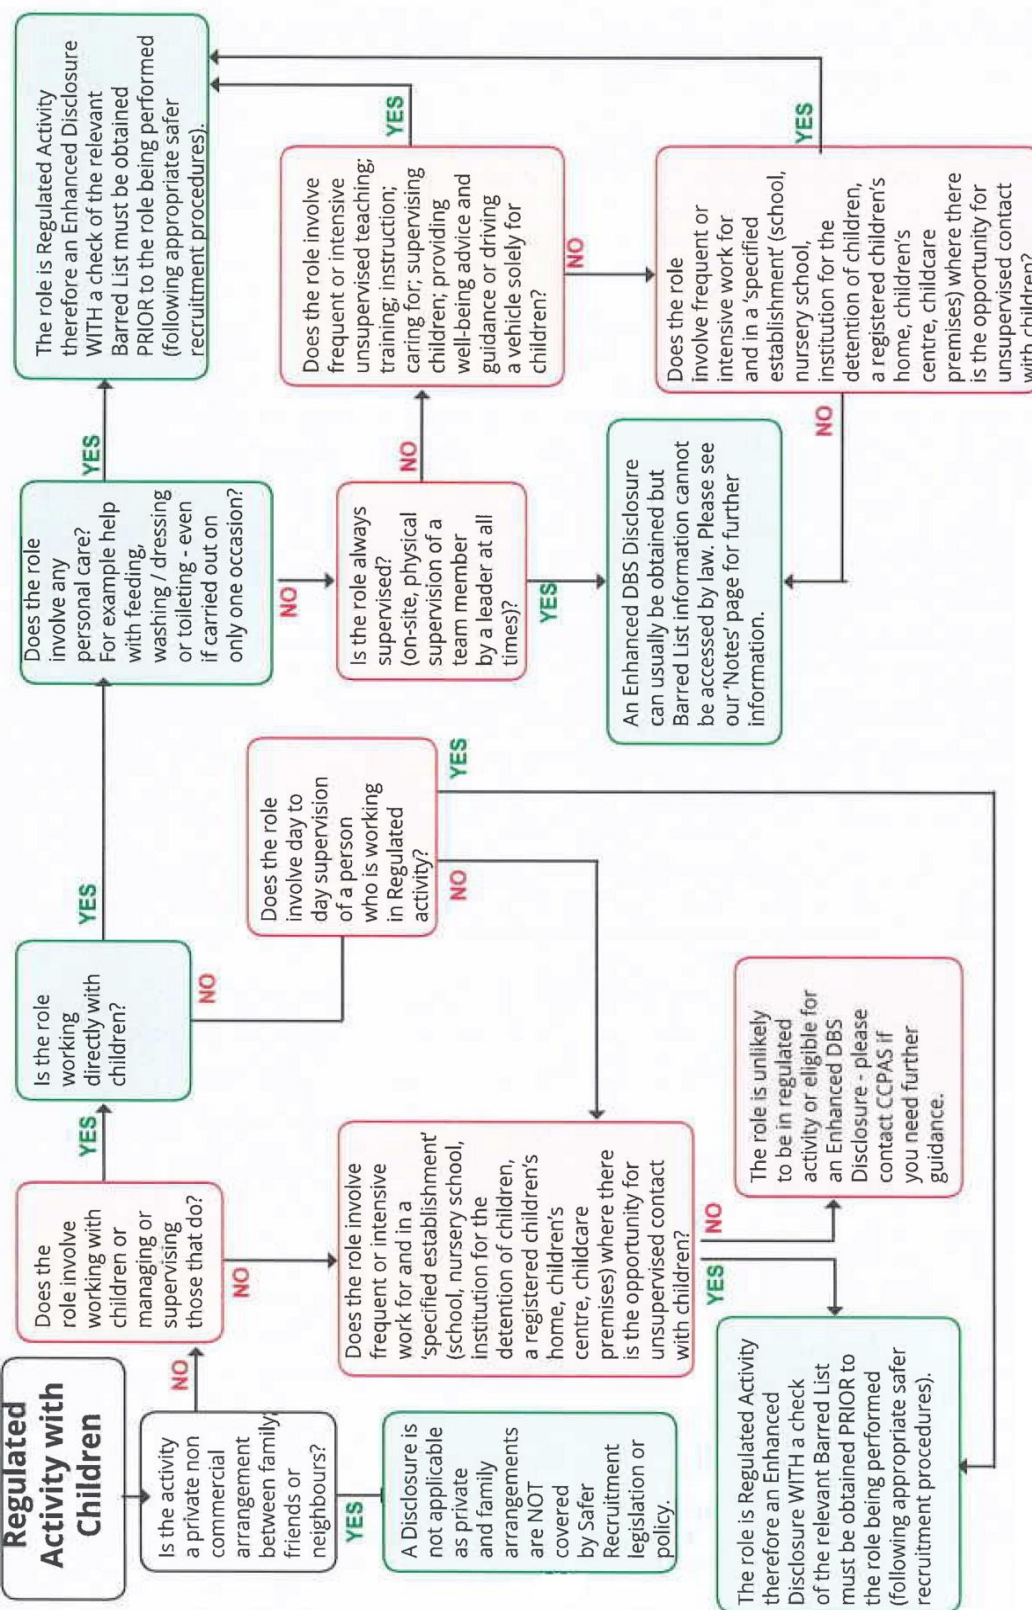 Regulated
Activity with
Children
Is the activity
a private non
commercial
arrangement
between family,
friends or
neighbours?
NO
YES
A Disclosure is
not applicable
as private
and family
arrangements
are NOT
covered
by Safer
Recruitment
legislation or
policy.
Does the
role involve
working with
children or
managing or
supervising
those that do?
YES
NO
Is the role
working
directly with
children?
YES
NO
Does the role
involve any
personal care?
For example help
with feeding,
washing / dressing
or toileting - even
if carried out on
only one occasion?
YES
NO
The role is Regulated Activity
therefore an Enhanced Disclosure
WITH a check of the relevant
Barred List must be obtained
PRIOR to the role being performed
(following appropriate safer
recruitment procedures).
Does the role
involve day to
day supervision
of a person
who is working
in Regulated
activity?
NO
YES
Is the role always
supervised?
(on-site, physical
supervision of a
team member
by a leader at all
times)?
NO
YES
Does the role involve
frequent or intensive
unsupervised teaching;
training; instruction;
caring for; supervising
children; providing
well-being advice and
guidance or driving
a vehicle solely for
children?
YES
NO
Does the role involve
frequent or intensive
work for and in a
'specified establishment'
(school, nursery school,
institution for the
detention of children,
a registered children's
home, children's
centre, childcare
premises) where there
is the opportunity for
unsupervised contact
with children?
YES
NO
An Enhanced DBS Disclosure
can usually be obtained but
Barred List information cannot
be accessed by law. Please see
our 'Notes' page for further
information.
Does the role
involve frequent or
intensive work for
and in a 'specified
establishment' (school,
nursery school,
institution for the
detention of children,
a registered children's
home, children's
centre, childcare
premises) where there
is the opportunity for
unsupervised contact
with children?
YES
NO
The role is Regulated Activity
therefore an Enhanced
Disclosure WITH a check
of the relevant Barred List
must be obtained PRIOR to
the role being performed
(following appropriate safer
recruitment procedures).
The role is unlikely
to be in regulated
activity or eligible for
an Enhanced DBS
Disclosure - please
contact CCPAS if
you need further
guidance.